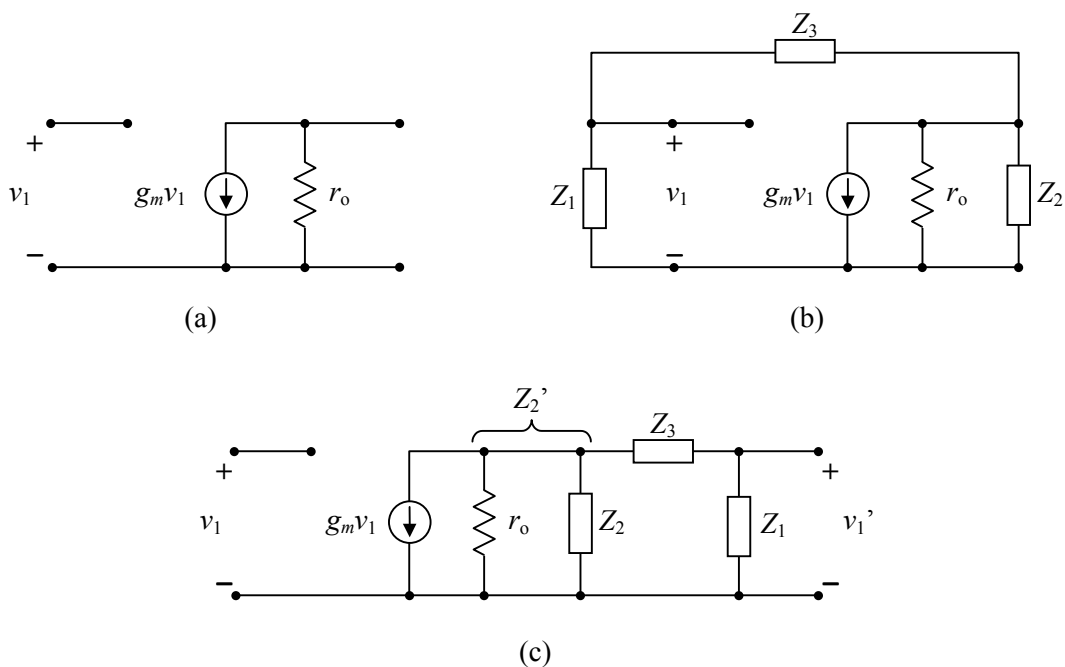 Z3
+ +
v1 gmv1 ro Z1 v1 gmv1 ro Z2
− −
(a) (b)
Z2’
Z3
+ +
v1 gmv1 ro Z2 Z1 v1’
− −
(c)